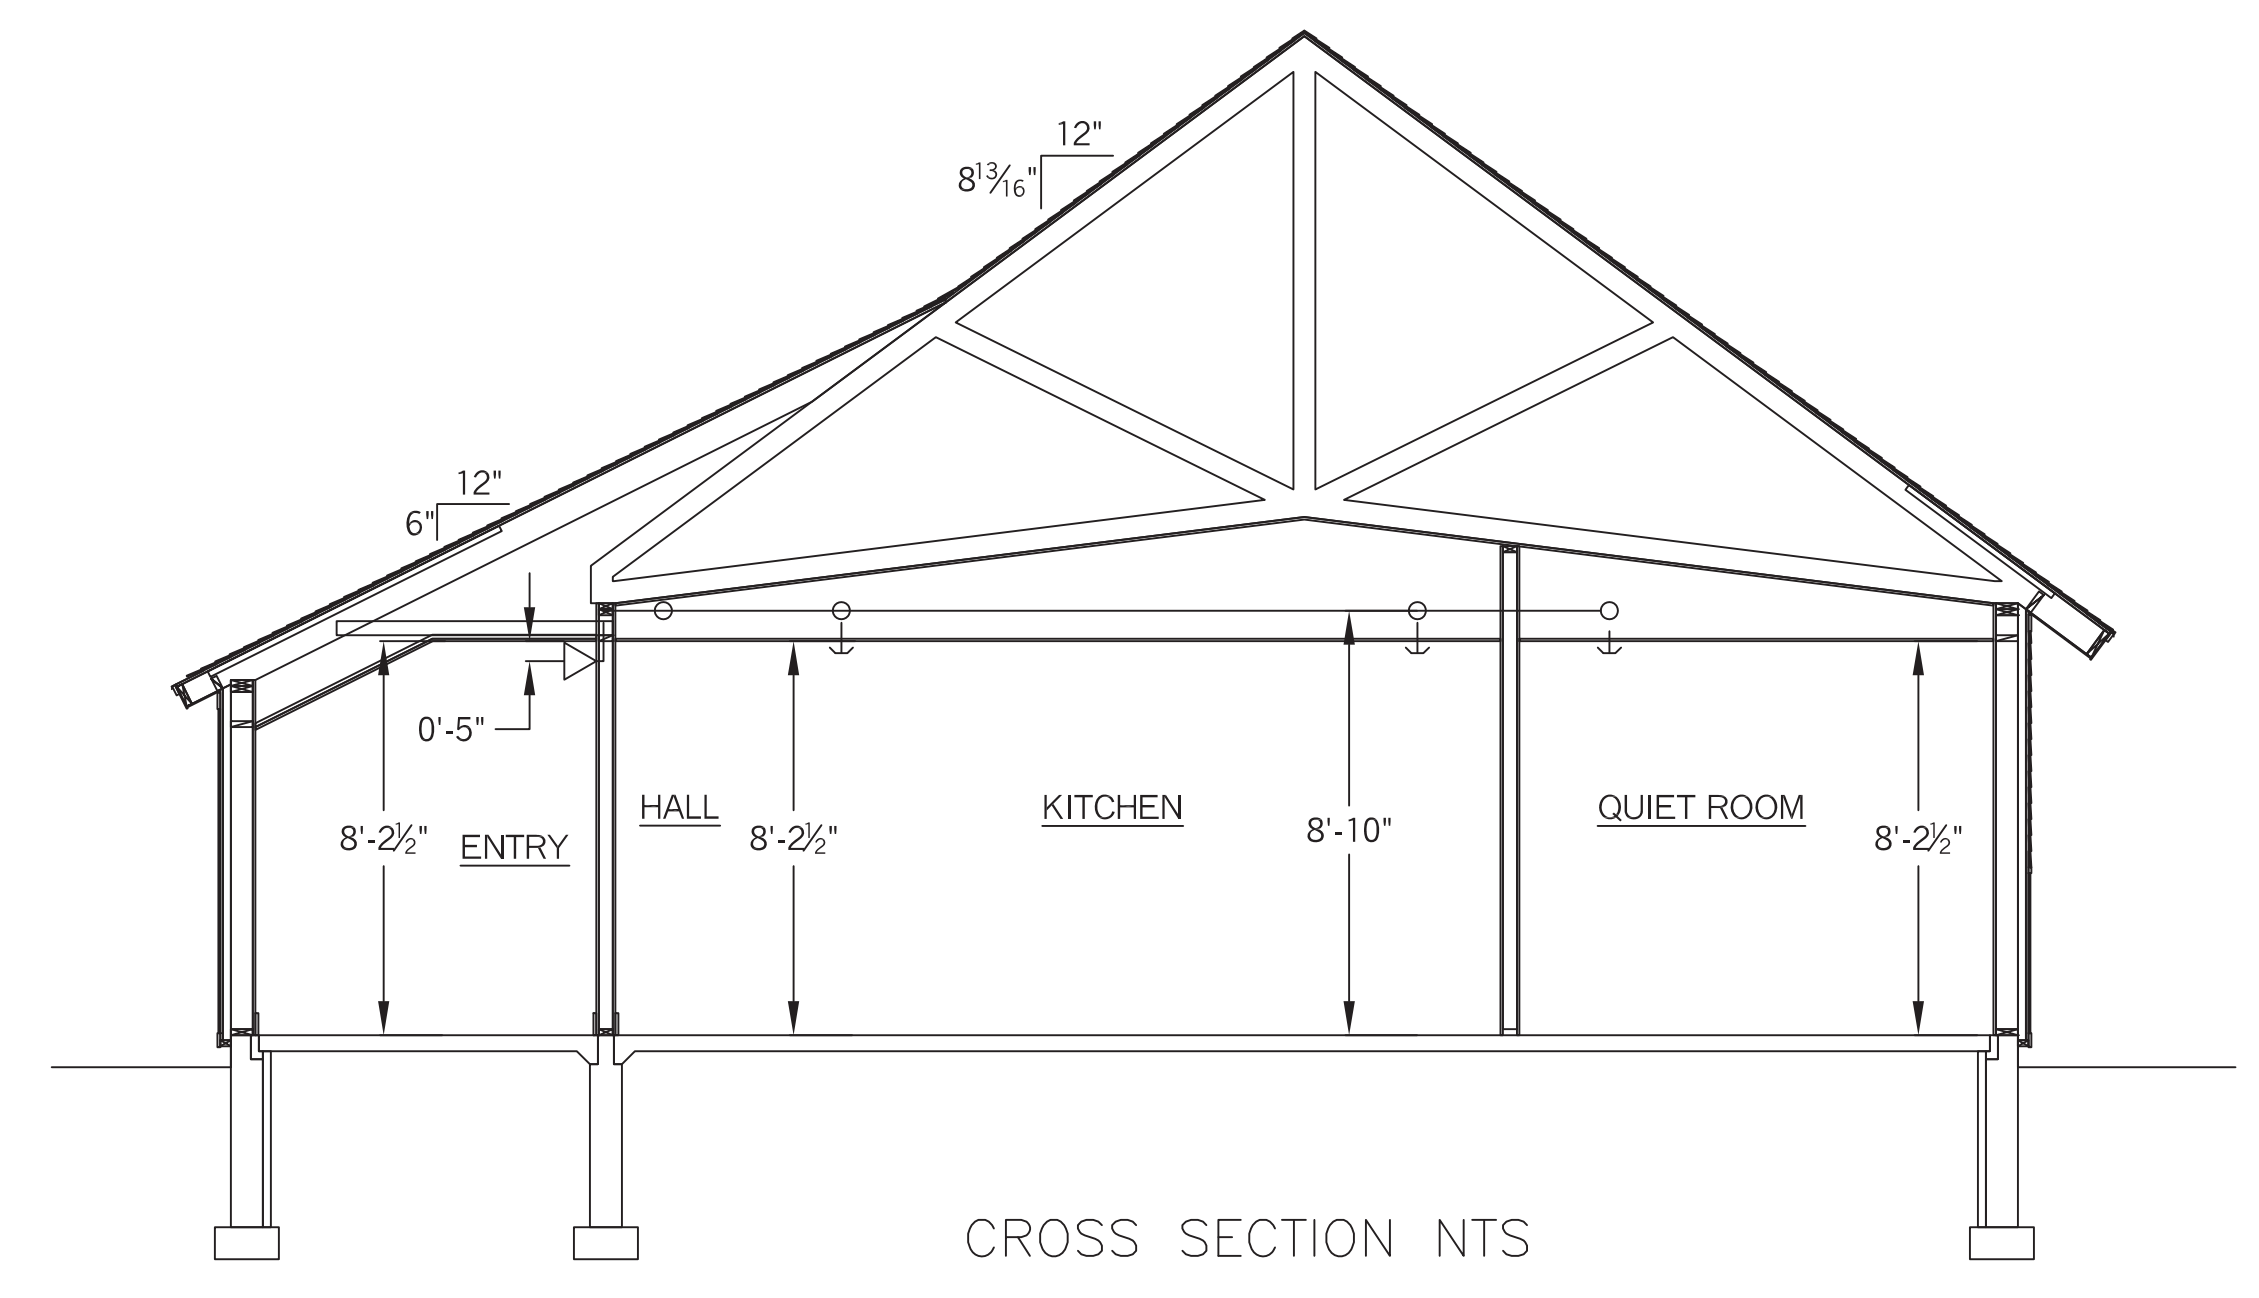 12"
8 13/16"
12"
6"
0'-5"
HALL
KITCHEN
QUIET ROOM
8'-2½"
ENTRY
8'-2½"
8'-10"
8'-2½"
CROSS SECTION NTS